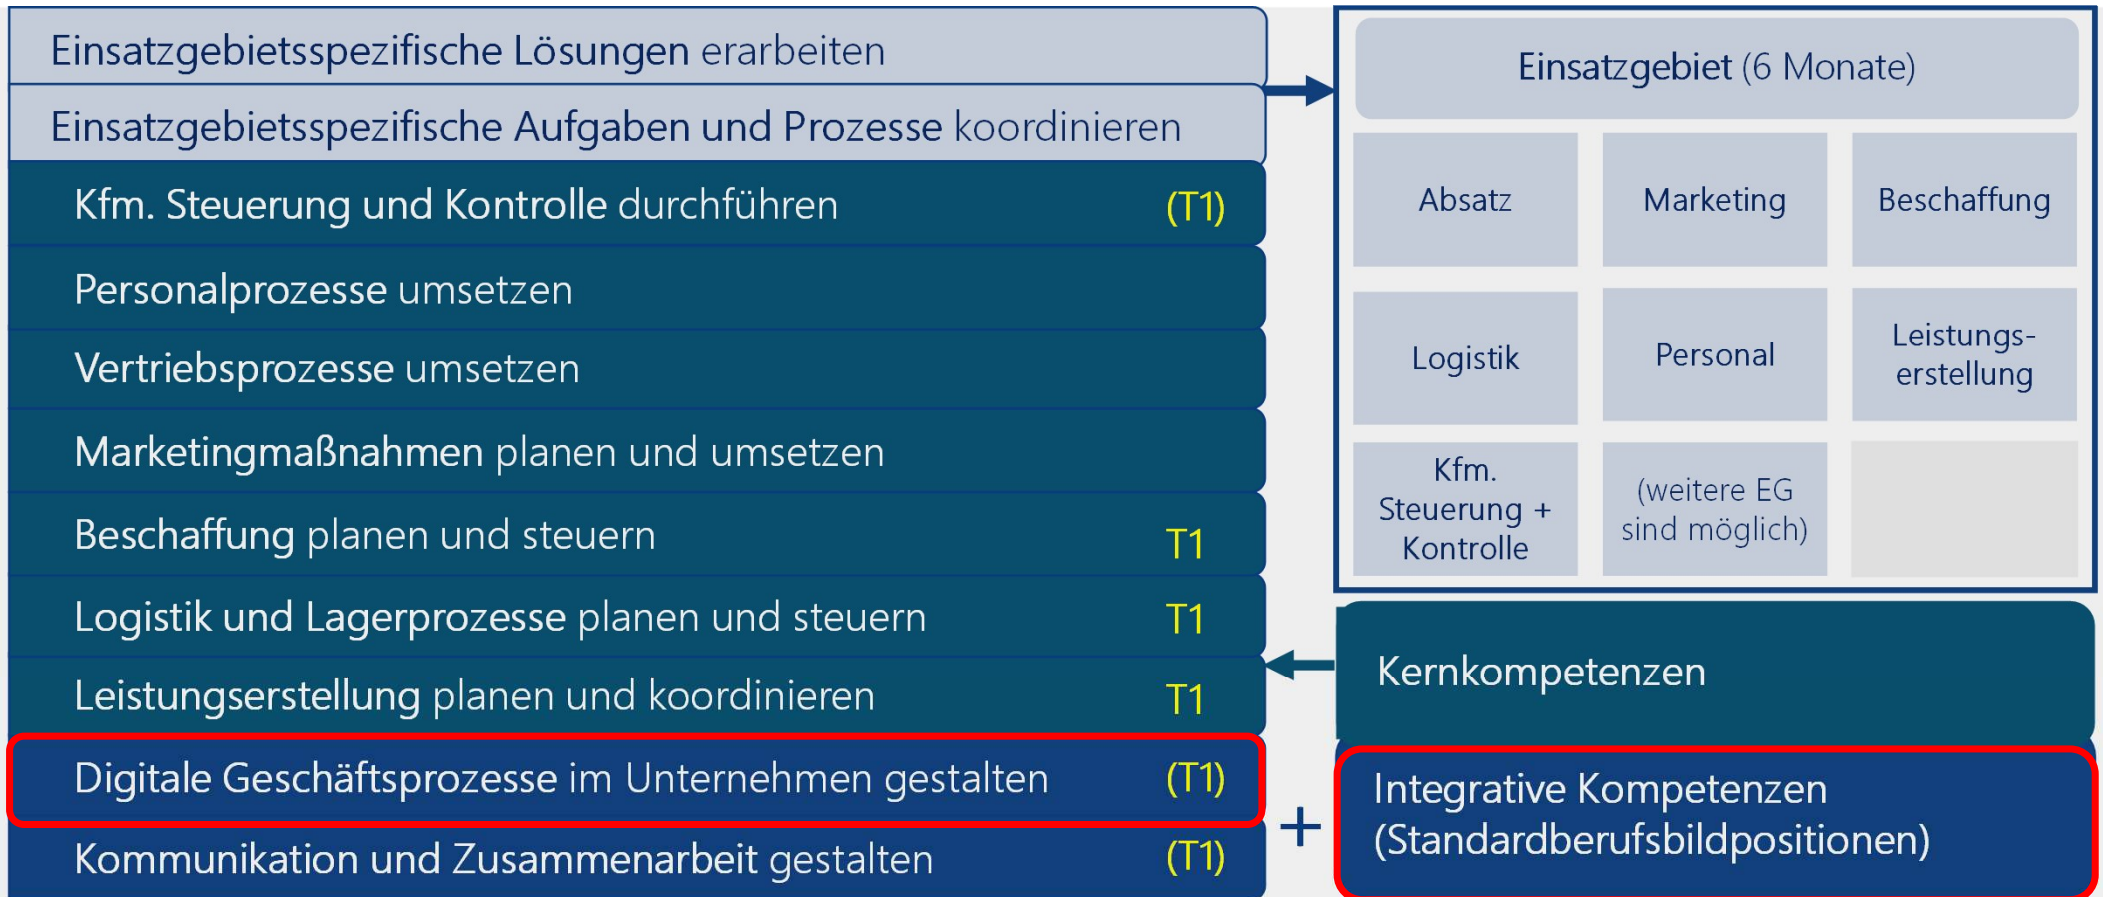 Einsatzgebietsspezifische Lösungen erarbeiten
Einsatzgebietsspezifische Aufgaben und Prozesse koordinieren
Kfm. Steuerung und Kontrolle durchführen (T1)
Personalprozesse umsetzen
Vertriebsprozesse umsetzen
Marketingmaßnahmen planen und umsetzen
Beschaffung planen und steuern T1
Logistik und Lagerprozesse planen und steuern T1
Leistungserstellung planen und koordinieren T1
Digitale Geschäftsprozesse im Unternehmen gestalten (T1)
Kommunikation und Zusammenarbeit gestalten (T1)
Einsatzgebiet (6 Monate)
Absatz
Marketing
Beschaffung
Logistik
Personal
Leistungs-
erstellung
Kfm.
Steuerung +
Kontrolle
(weitere EG
sind möglich)
Kernkompetenzen
+
Integrative Kompetenzen
(Standardberufsbildpositionen)